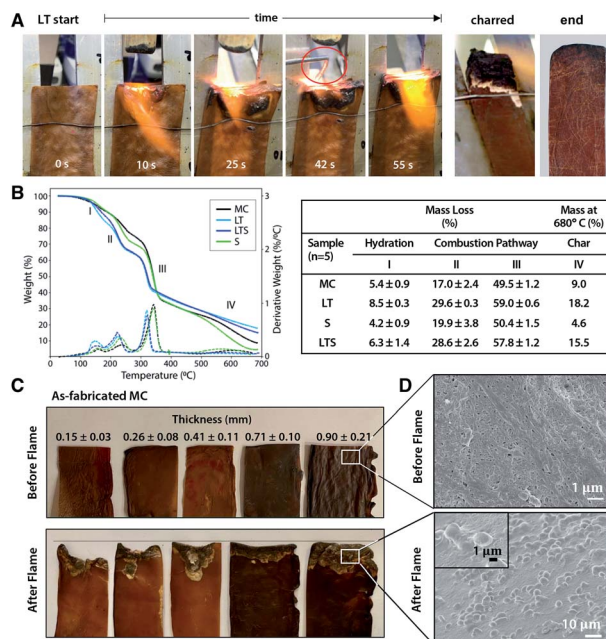 A
LT start
time
charred
end
0 s
10 s
25 s
42 s
55 s
B
Weight (%)
100
90
80
70
60
50
40
30
20
10
0
100
200
300
400
500
600
700
Temperature (ºC)
3
2
1
0
Derivative Weight (%/ºC)
I
II
III
IV
MC
LT
LTS
S
Mass Loss (%)
Mass at 680° C (%)
Sample (n=5)
Hydration
Combustion Pathway
Char
I II III IV
MC 5.4 ± 0.9 17.0 ± 2.4 49.5 ± 1.2 9.0
LT 8.5 ± 0.3 29.6 ± 0.3 59.0 ± 0.6 18.2
S 4.2 ± 0.9 19.9 ± 3.8 50.4 ± 1.5 4.6
LTS 6.3 ± 1.4 28.6 ± 2.6 57.8 ± 1.2 15.5
C
As-fabricated MC
Thickness (mm)
0.15 ± 0.03 0.26 ± 0.08 0.41 ± 0.11 0.71 ± 0.10 0.90 ± 0.21
Before Flame
After Flame
D
Before Flame
1 μm
After Flame
1 μm
10 μm